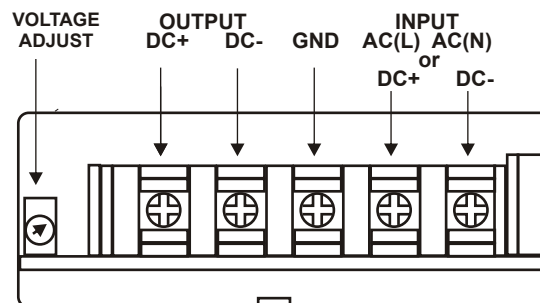 VOLTAGE
ADJUST
OUTPUT
DC+ DC-
GND
INPUT
AC(L) AC(N)
or
DC+ DC-